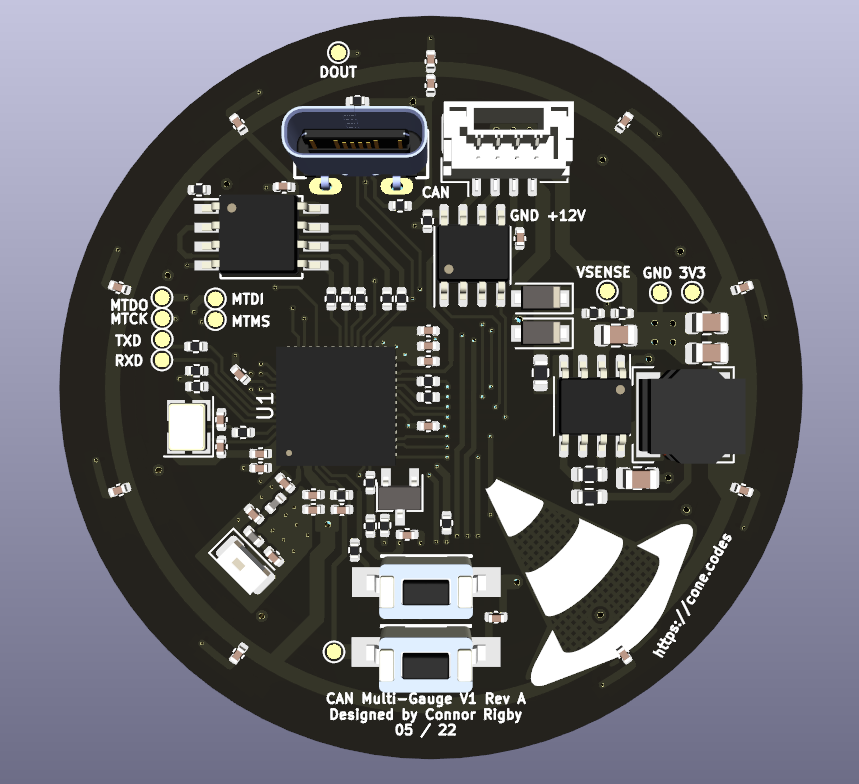 DOUT
CAN
GND +12V
VSENSE GND 3V3
MTDO
MTCK
TXD
RXD
MTDI
MTMS
U1
https://cone.codes
CAN Multi-Gauge V1 Rev A
Designed by Connor Rigby
05 / 22